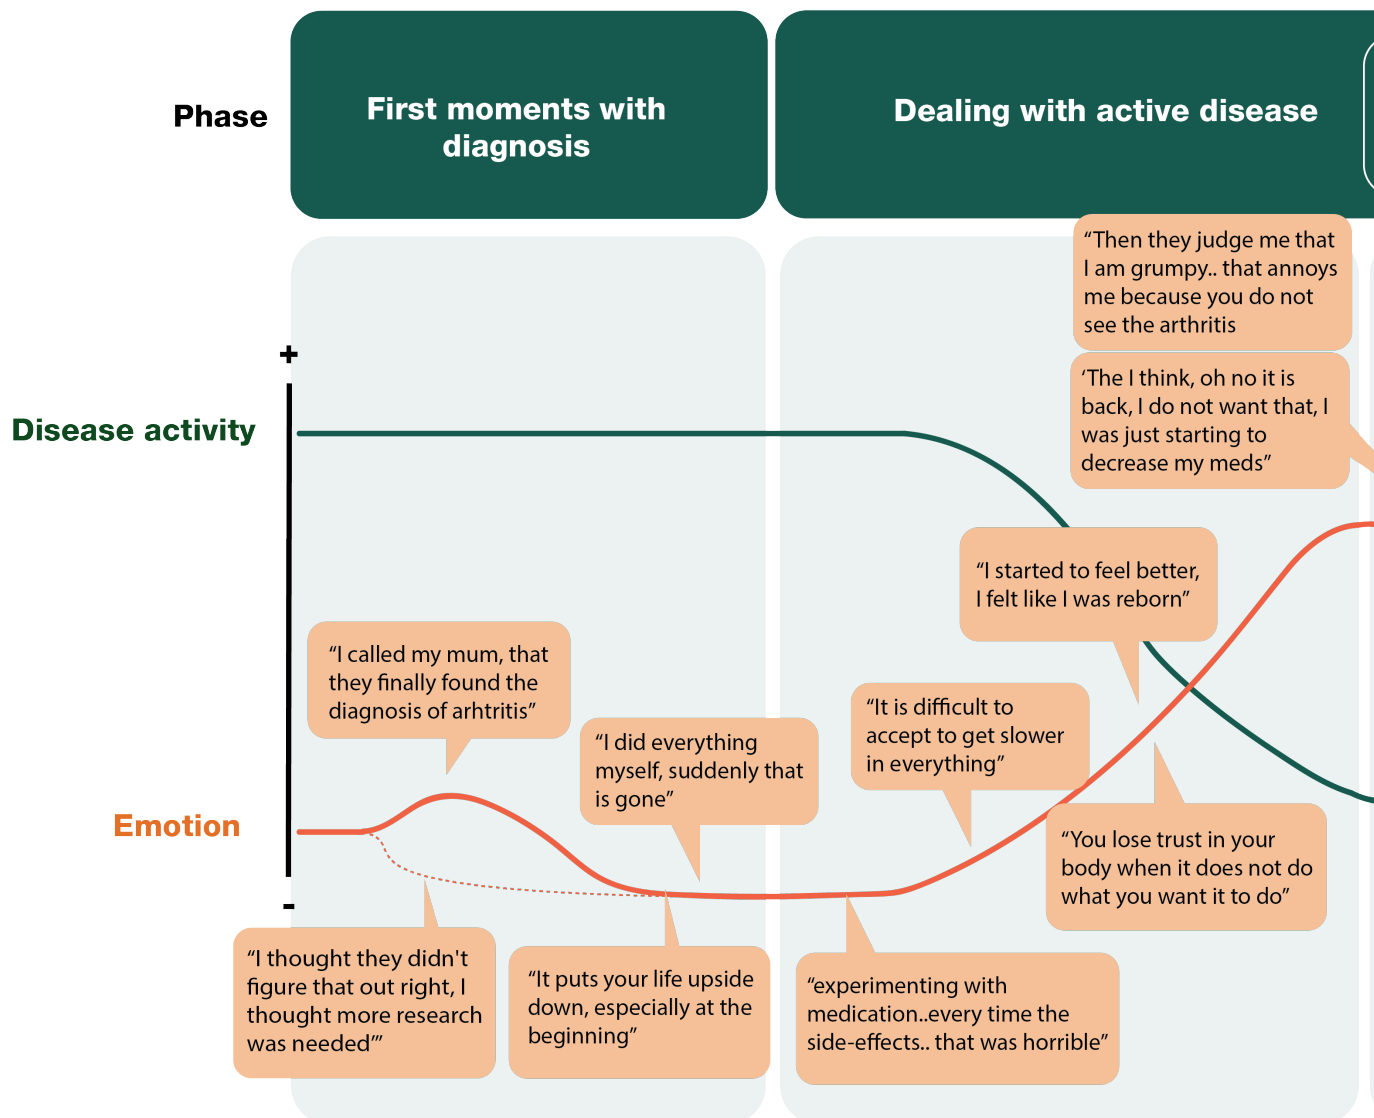 Phase
First moments with
diagnosis
Dealing with active disease
“Then they judge me that
I am grumpy.. that annoys
me because you do not
see the arthritis
‘The I think, oh no it is
back, I do not want that, I
was just starting to
decrease my meds”
+
Disease activity
“I started to feel better,
I felt like I was reborn”
“I called my mum, that
they finally found the
diagnosis of arhtritis”
“It is difficult to
accept to get slower
in everything”
“I did everything
myself, suddenly that
is gone”
Emotion
“You lose trust in your
body when it does not do
what you want it to do”
-
“I thought they didn't
figure that out right, I
thought more research
was needed’”
“It puts your life upside
down, especially at the
beginning”
“experimenting with
medication..every time the
side-effects.. that was horrible”